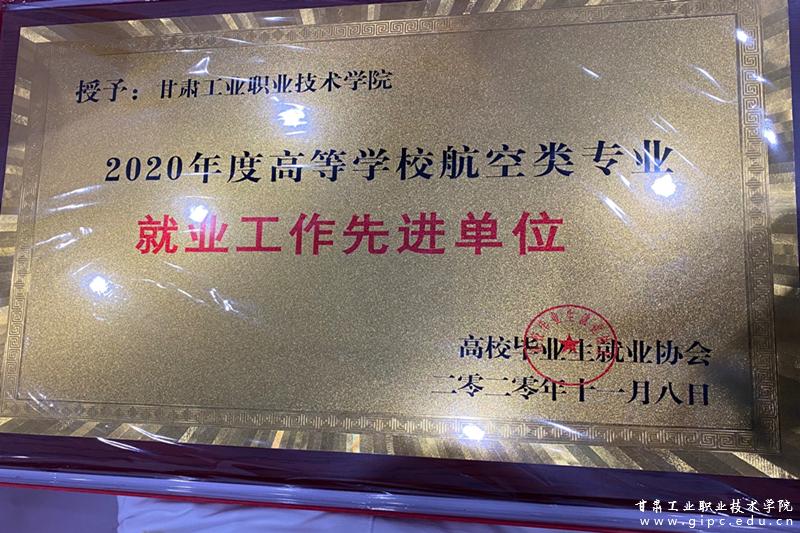 授予：甘肃工业职业技术学院
2020年度高等学校航空类专业
就业工作先进单位
高校毕业生就业协会
二零二零年十一月八日
甘肃工业职业技术学院
www.gipc.edu.cn